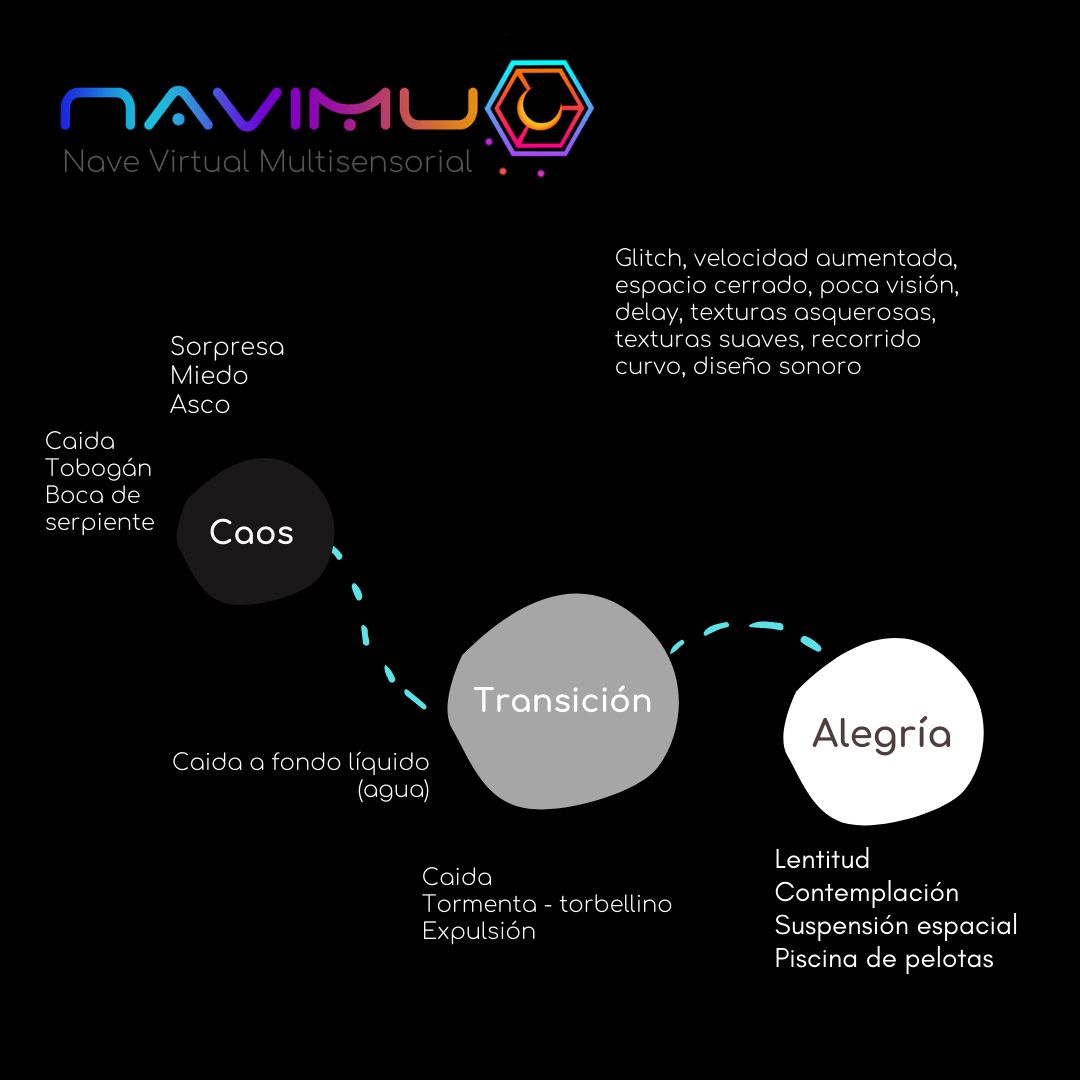 NAVIMU
Nave Virtual Multisensorial
Glitch, velocidad aumentada,
espacio cerrado, poca visión,
delay, texturas asquerosas,
texturas suaves, recorrido
curvo, diseño sonoro
Sorpresa
Miedo
Asco
Caida
Tobogán
Boca de
serpiente
Caos
Transición
Alegría
Caida a fondo líquido
(agua)
Caida
Tormenta - torbellino
Expulsión
Lentitud
Contemplación
Suspensión espacial
Piscina de pelotas